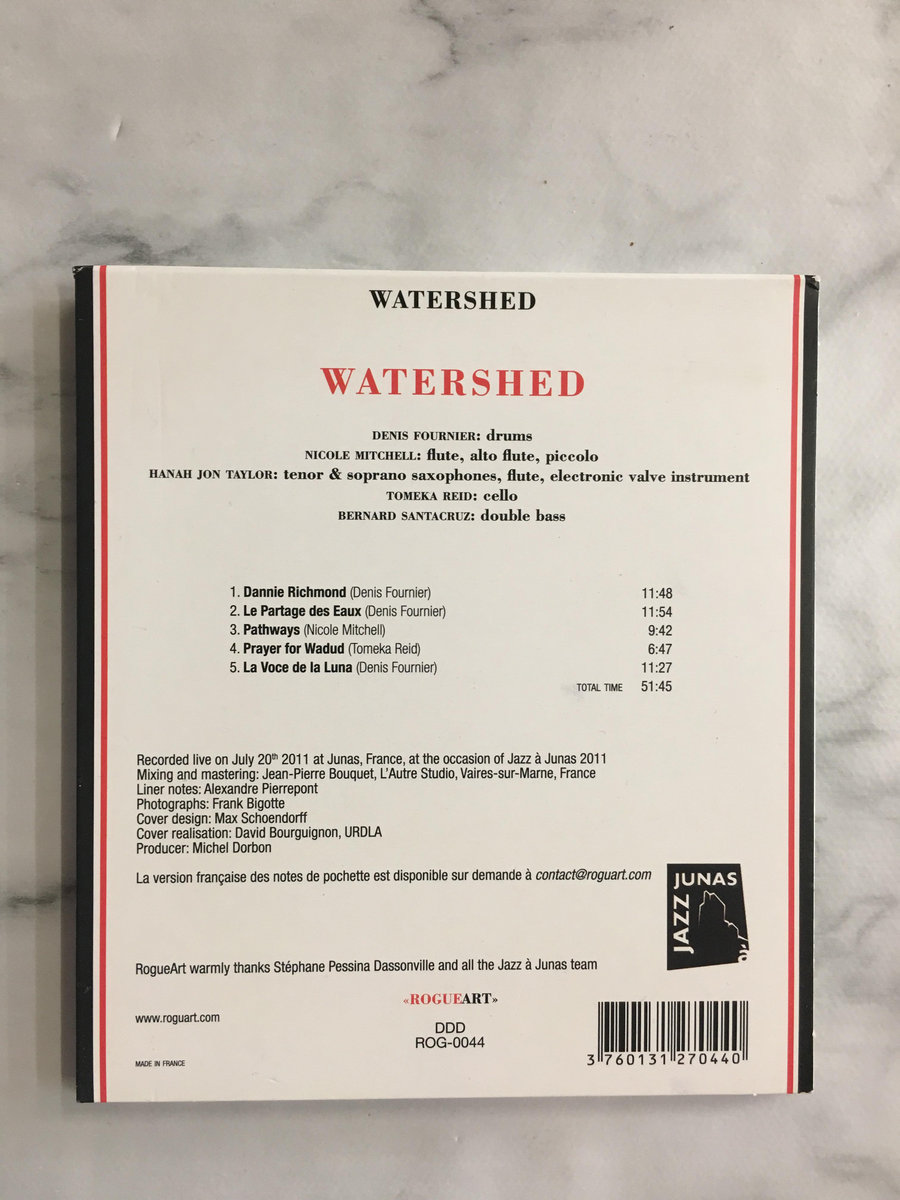 WATERSHED
WATERSHED
DENIS FOURNIER: drums
NICOLE MITCHELL: flute, alto flute, piccolo
HANAH JON TAYLOR: tenor & soprano saxophones, flute, electronic valve instrument
TOMEKA REID: cello
BERNARD SANTACRUZ: double bass
1. Dannie Richmond (Denis Fournier) 11:48
2. Le Partage des Eaux (Denis Fournier) 11:54
3. Pathways (Nicole Mitchell) 9:42
4. Prayer for Wadud (Tomeka Reid) 6:47
5. La Voce de la Luna (Denis Fournier) 11:27
TOTAL TIME 51:45
Recorded live on July 20th 2011 at Junas, France, at the occasion of Jazz à Junas 2011
Mixing and mastering: Jean-Pierre Bouquet, L'Autre Studio, Vaires-sur-Marne, France
Liner notes: Alexandre Pierrepont
Photographs: Frank Bigotte
Cover design: Max Schoendorff
Cover realisation: David Bourguignon, URDLA
Producer: Michel Dorbon
La version française des notes de pochette est disponible sur demande à contact@roguart.com
JAZZ à JUNAS
RogueArt warmly thanks Stéphane Pessina Dassonville and all the Jazz à Junas team
«ROGUEART»
www.roguart.com
DDD
ROG-0044
MADE IN FRANCE
3 760131 270440